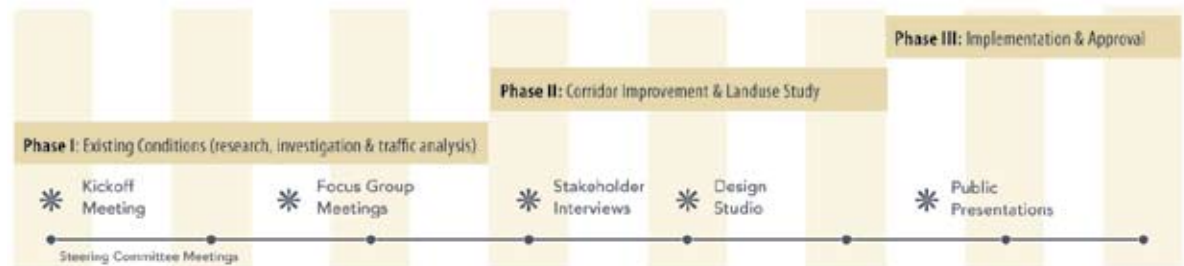 Phase III: Implementation & Approval
Phase II: Corridor Improvement & Landuse Study
Phase I: Existing Conditions (research, investigation & traffic analysis)
Kickoff
Meeting
Focus Group
Meetings
Stakeholder
Interviews
Design
Studio
Public
Presentations
Steering Committee Meetings